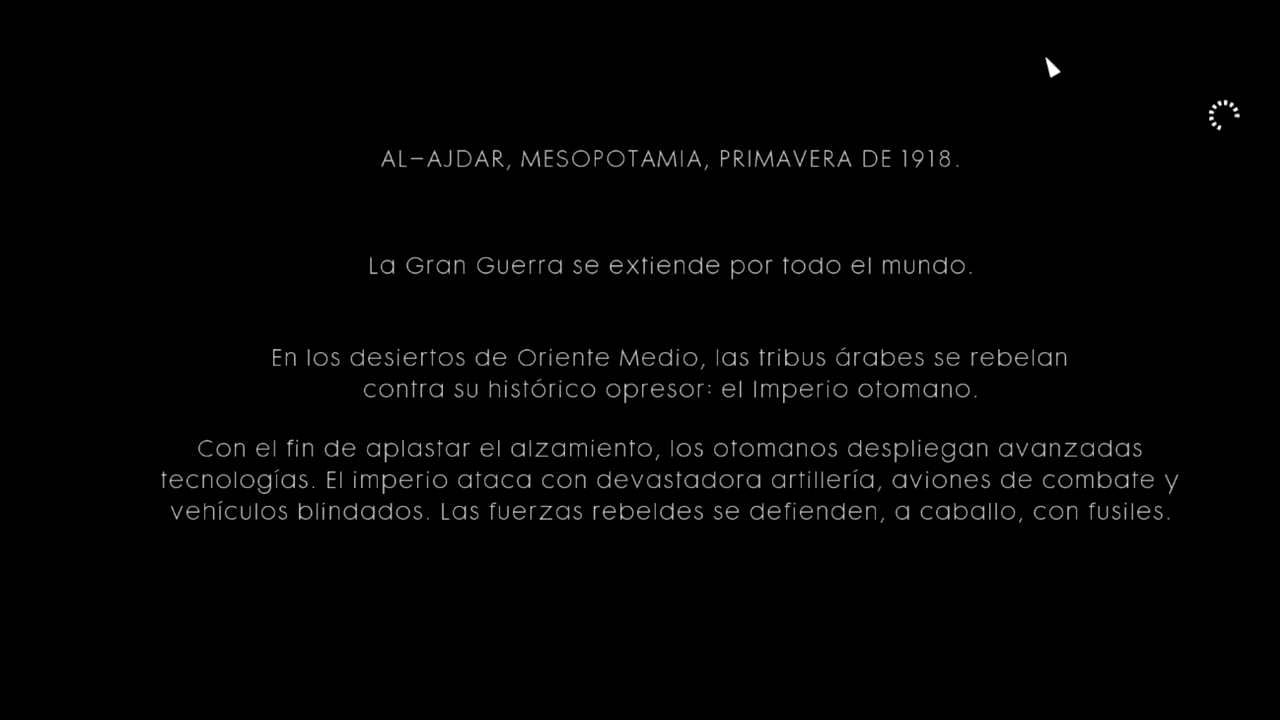 AL-AJDAR, MESOPOTAMIA, PRIMAVERA DE 1918.
La Gran Guerra se extiende por todo el mundo.
En los desiertos de Oriente Medio, las tribus árabes se rebelan
contra su histórico opresor: el Imperio otomano.
Con el fin de aplastar el alzamiento, los otomanos despliegan avanzadas
tecnologías. El imperio ataca con devastadora artillería, aviones de combate y
vehículos blindados. Las fuerzas rebeldes se defienden, a caballo, con fusiles.